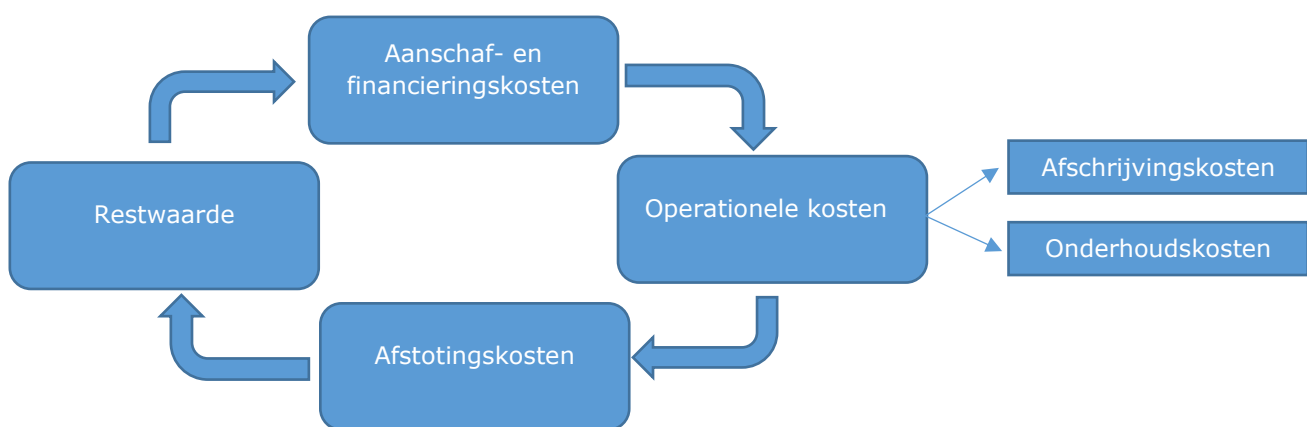 Aanschaf- en
financieringskosten
Operationele kosten
Afschrijvingskosten
Onderhoudskosten
Afstotingskosten
Restwaarde